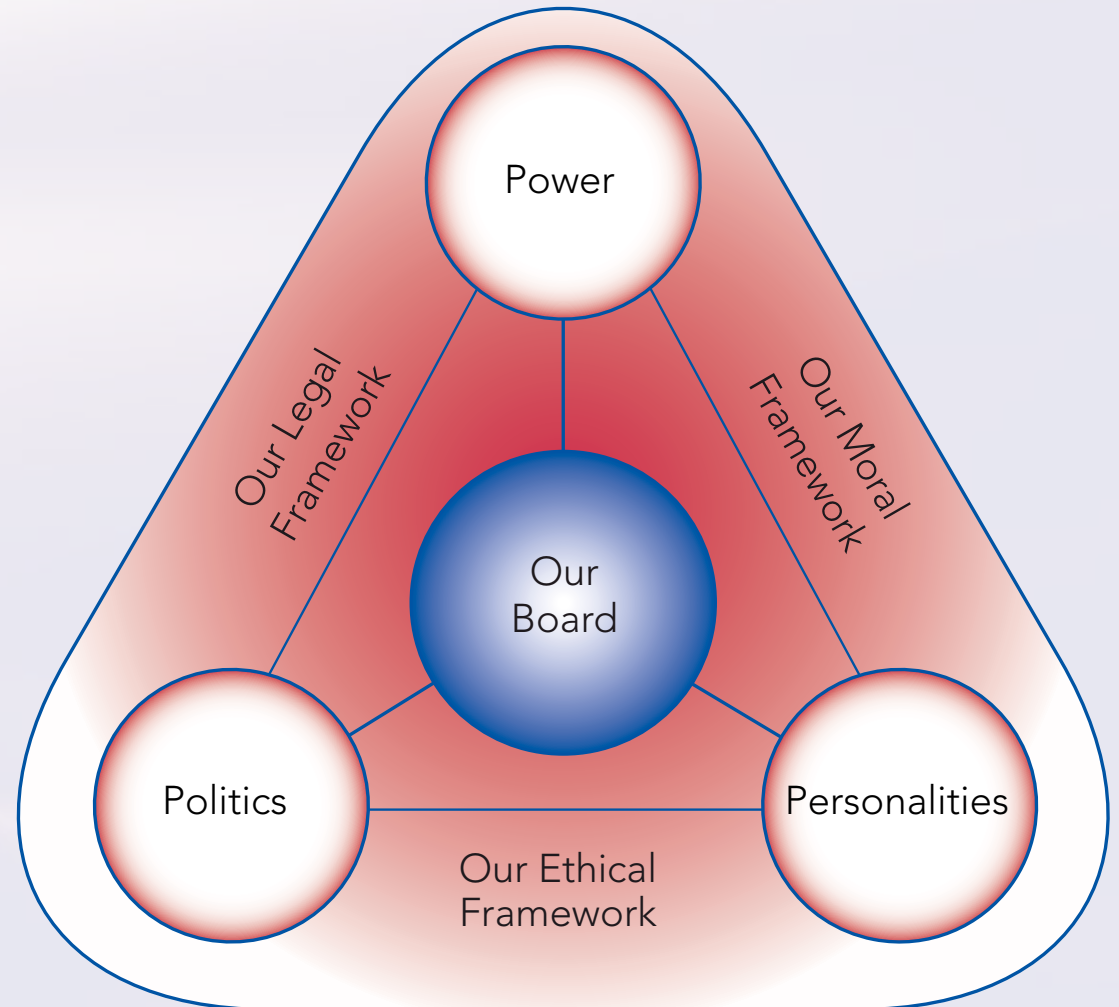 Power
Our Legal
Framework
Our Moral
Framework
Our
Board
Politics
Personalities
Our Ethical
Framework